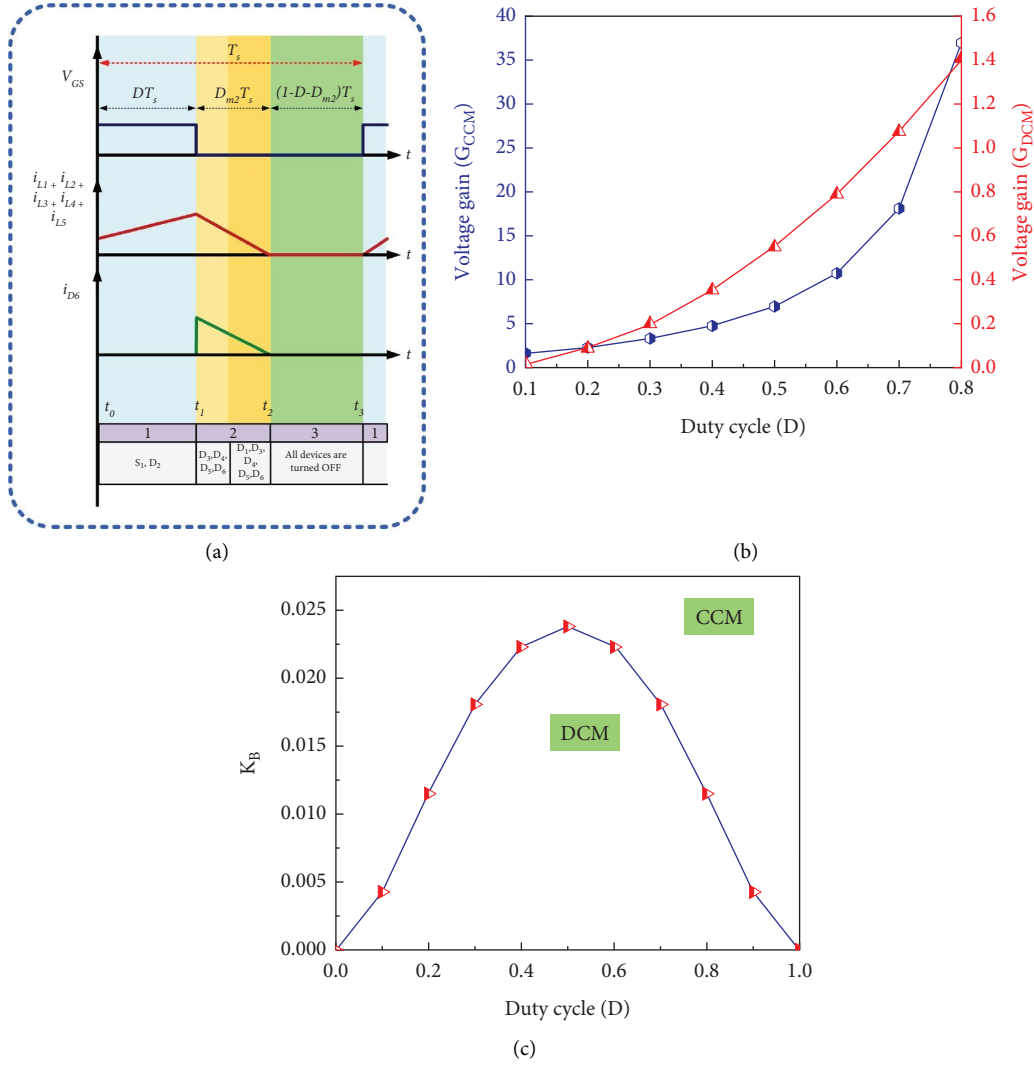 T_s
V_GS
DT_s
D_m2T_s
(1-D-D_m2)T_s
t
i_L1 + i_L2 +
i_L3 + i_L4 +
i_L5
t
i_D6
t
t_0
t_1
t_2
t_3
1
2
3
1
S_1, D_2
D_3,D_4,
D_5,D_6
D_1,D_3,
D_4,
D_5,D_6
All devices are
turned OFF
(a)
40
35
30
25
20
15
10
5
0
Voltage gain (G_CCM)
1.6
1.4
1.2
1.0
0.8
0.6
0.4
0.2
0.0
Voltage gain (G_DCM)
0.1 0.2 0.3 0.4 0.5 0.6 0.7 0.8
Duty cycle (D)
(b)
0.025
0.020
0.015
0.010
0.005
0.000
K_B
CCM
DCM
0.0 0.2 0.4 0.6 0.8 1.0
Duty cycle (D)
(c)